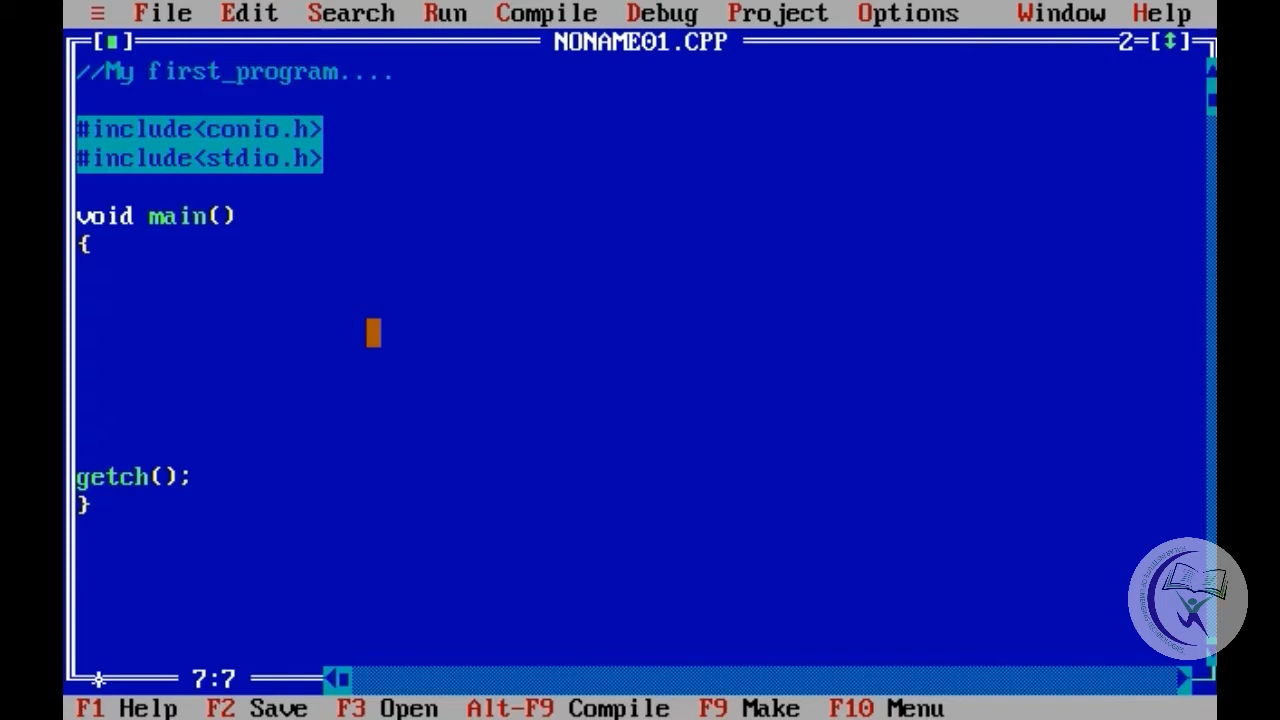 ≡ File Edit Search Run Compile Debug Project Options Window Help
[■] NONAME01.CPP 2=[↕]
//My first_program....
#include<conio.h>
#include<stdio.h>
void main()
{
getch();
}
7:7
F1 Help F2 Save F3 Open Alt-F9 Compile F9 Make F10 Menu